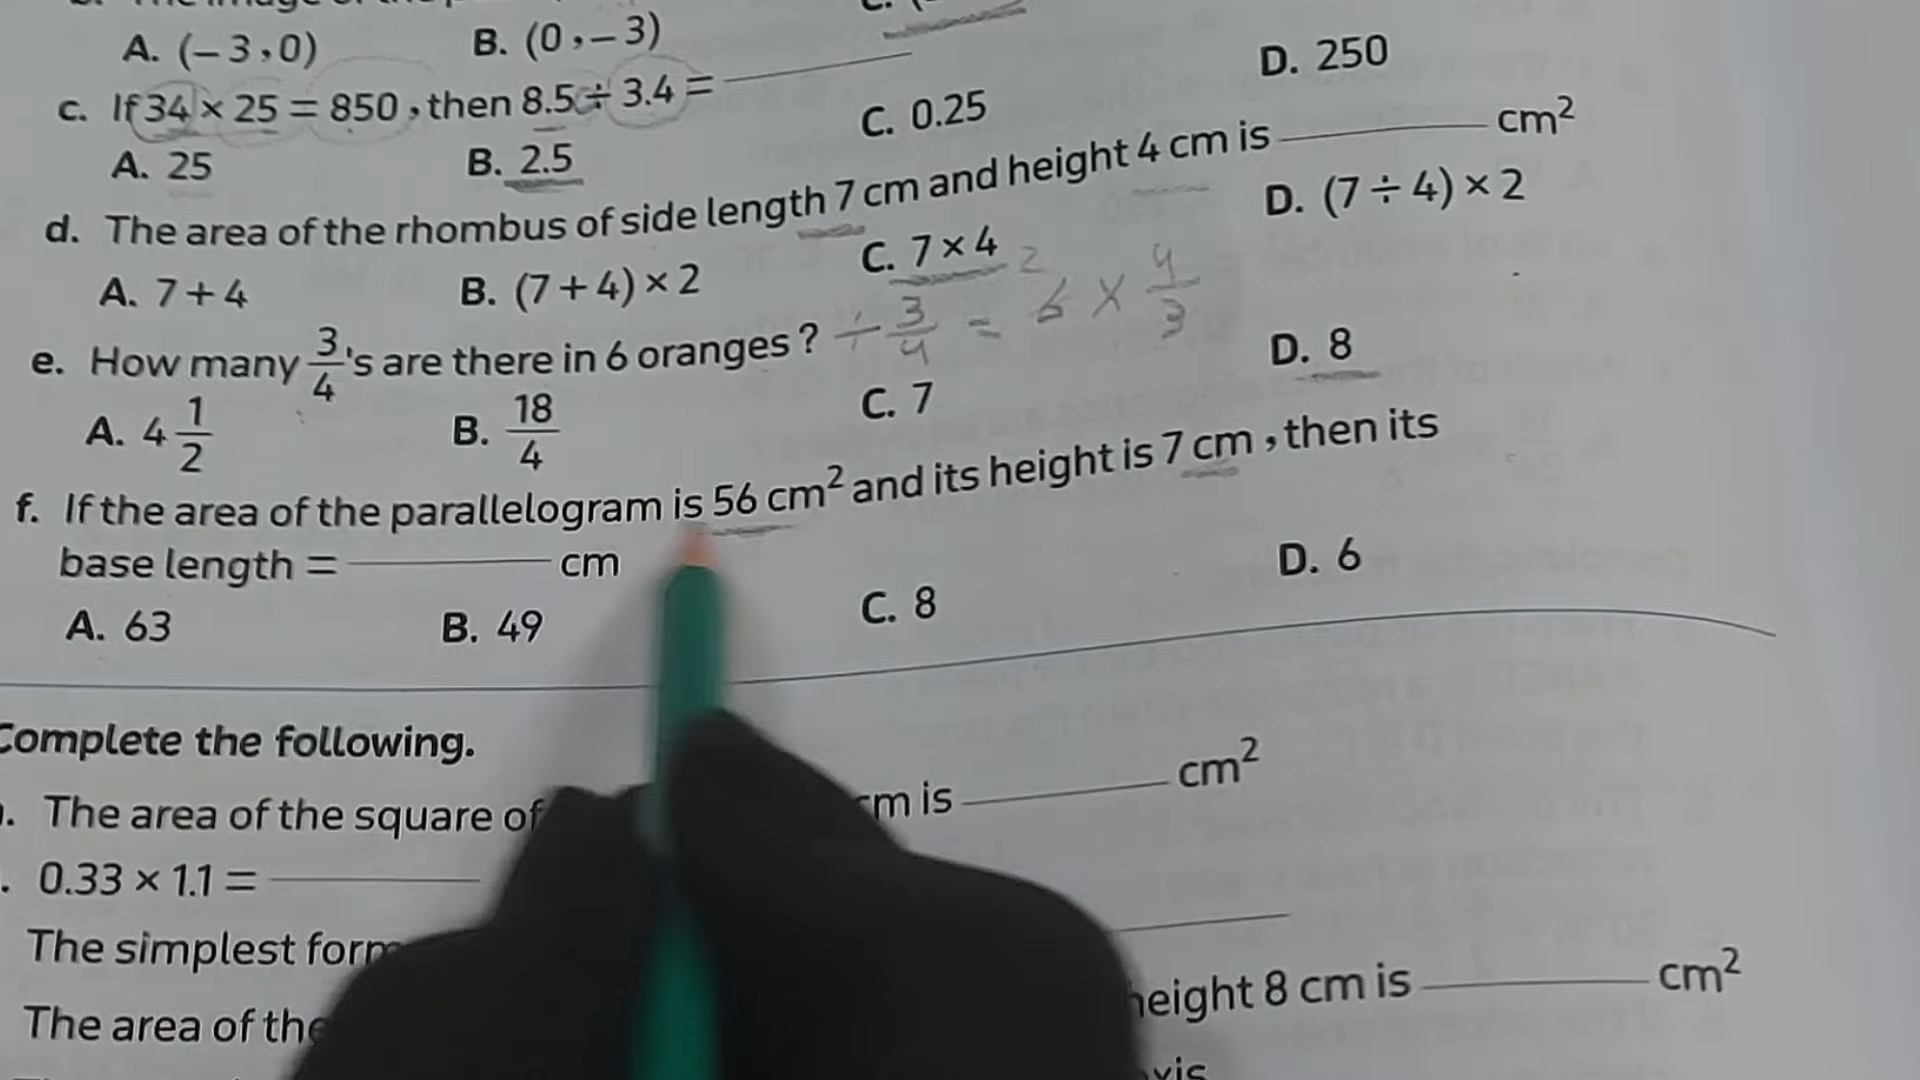 A. (– 3 , 0) B. (0 , – 3)
c. If 34 × 25 = 850 , then 8.5 ÷ 3.4 =
A. 25 B. 2.5 C. 0.25 D. 250
d. The area of the rhombus of side length 7 cm and height 4 cm is cm²
A. 7 + 4 B. (7 + 4) × 2 C. 7 × 4 D. (7 ÷ 4) × 2
e. How many 3/4's are there in 6 oranges ? ÷ 3/4 = 6 × 4/3 2
A. 4 1/2 B. 18/4 C. 7 D. 8
f. If the area of the parallelogram is 56 cm² and its height is 7 cm , then its
base length = cm
A. 63 B. 49 C. 8 D. 6
Complete the following.
The area of the square of cm is cm²
0.33 × 1.1 =
The simplest form
The area of the height 8 cm is cm²